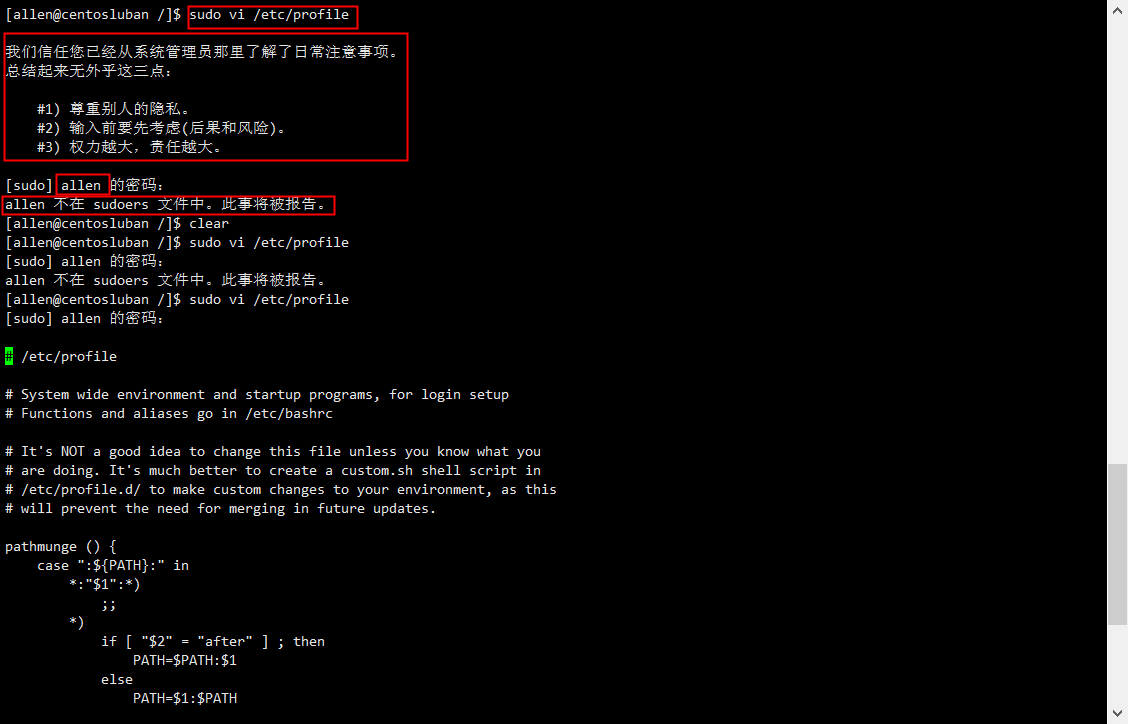 [allen@centosluban /]$ sudo vi /etc/profile
我们信任您已经从系统管理员那里了解了日常注意事项。
总结起来无外乎这三点：
#1) 尊重别人的隐私。
#2) 输入前要先考虑(后果和风险)。
#3) 权力越大，责任越大。
[sudo] allen 的密码：
allen 不在 sudoers 文件中。此事将被报告。
[allen@centosluban /]$ clear
[allen@centosluban /]$ sudo vi /etc/profile
[sudo] allen 的密码：
allen 不在 sudoers 文件中。此事将被报告。
[allen@centosluban /]$ sudo vi /etc/profile
[sudo] allen 的密码：
# /etc/profile
# System wide environment and startup programs, for login setup
# Functions and aliases go in /etc/bashrc
# It's NOT a good idea to change this file unless you know what you
# are doing. It's much better to create a custom.sh shell script in
# /etc/profile.d/ to make custom changes to your environment, as this
# will prevent the need for merging in future updates.
pathmunge () {
    case ":${PATH}:" in
        *:"$1":*)
            ;;
        *)
            if [ "$2" = "after" ] ; then
                PATH=$PATH:$1
            else
                PATH=$1:$PATH